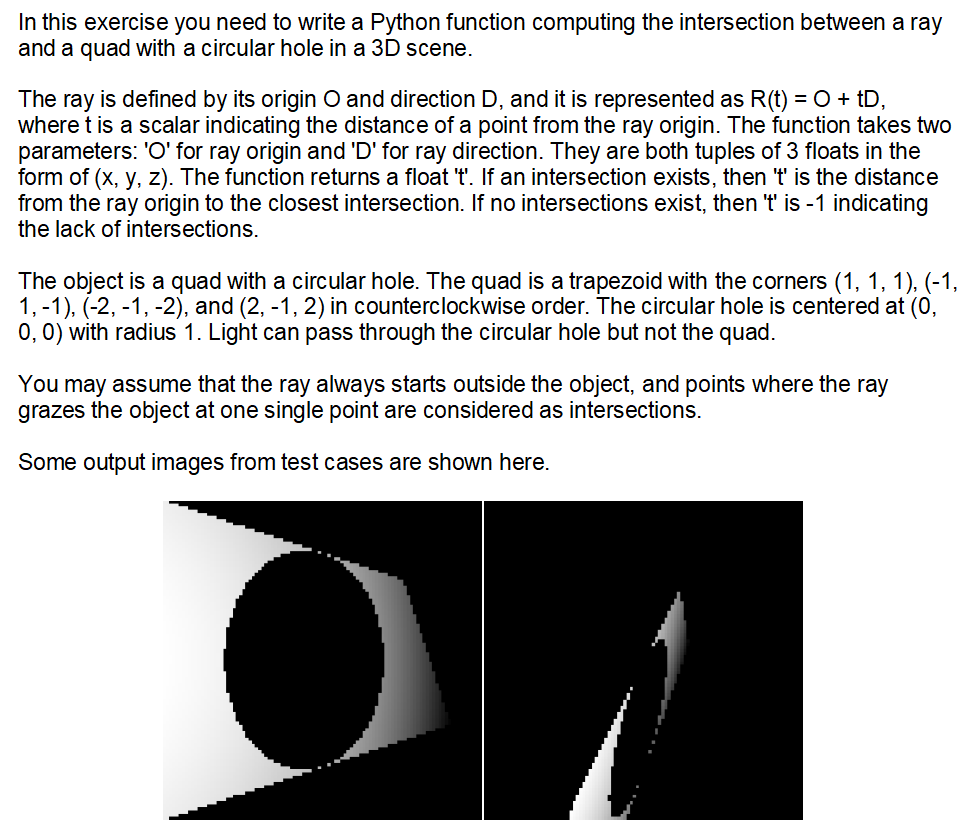 In this exercise you need to write a Python function computing the intersection between a ray
and a quad with a circular hole in a 3D scene.
The ray is defined by its origin O and direction D, and it is represented as R(t) = O + tD,
where t is a scalar indicating the distance of a point from the ray origin. The function takes two
parameters: 'O' for ray origin and 'D' for ray direction. They are both tuples of 3 floats in the
form of (x, y, z). The function returns a float 't'. If an intersection exists, then 't' is the distance
from the ray origin to the closest intersection. If no intersections exist, then 't' is -1 indicating
the lack of intersections.
The object is a quad with a circular hole. The quad is a trapezoid with the corners (1, 1, 1), (-1,
1,-1), (-2, -1, -2), and (2, -1, 2) in counterclockwise order. The circular hole is centered at (0,
0, 0) with radius 1. Light can pass through the circular hole but not the quad.
You may assume that the ray always starts outside the object, and points where the ray
grazes the object at one single point are considered as intersections.
Some output images from test cases are shown here.